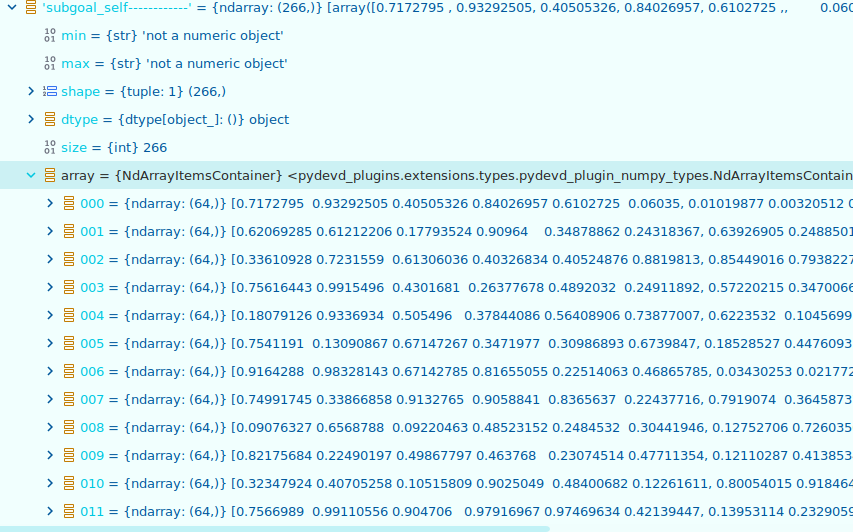 'subgoal_self------------' = {ndarray: (266,)} [array([0.7172795 , 0.93292505, 0.40505326, 0.84026957, 0.6102725 ,, 0.060
min = {str} 'not a numeric object'
max = {str} 'not a numeric object'
shape = {tuple: 1} (266,)
dtype = {dtype[object_]: ()} object
size = {int} 266
array = {NdArrayItemsContainer} <pydevd_plugins.extensions.types.pydevd_plugin_numpy_types.NdArrayItemsContain
000 = {ndarray: (64,)} [0.7172795 0.93292505 0.40505326 0.84026957 0.6102725 0.06035, 0.01019877 0.00320512 0
001 = {ndarray: (64,)} [0.62069285 0.61212206 0.17793524 0.90964 0.34878862 0.24318367, 0.63926905 0.2488501
002 = {ndarray: (64,)} [0.33610928 0.7231559 0.61306036 0.40326834 0.40524876 0.8819813, 0.85449016 0.7938227
003 = {ndarray: (64,)} [0.75616443 0.9915496 0.4301681 0.26377678 0.4892032 0.24911892, 0.57220215 0.3470066
004 = {ndarray: (64,)} [0.18079126 0.9336934 0.505496 0.37844086 0.56408906 0.73877007, 0.6223532 0.1045699
005 = {ndarray: (64,)} [0.7541191 0.13090867 0.67147267 0.3471977 0.30986893 0.6739847, 0.18528527 0.4476093
006 = {ndarray: (64,)} [0.9164288 0.98328143 0.67142785 0.81655055 0.22514063 0.46865785, 0.03430253 0.021772
007 = {ndarray: (64,)} [0.74991745 0.33866858 0.9132765 0.9058841 0.8365637 0.22437716, 0.7919074 0.3645873
008 = {ndarray: (64,)} [0.09076327 0.6568788 0.09220463 0.48523152 0.2484532 0.30441946, 0.12752706 0.726035
009 = {ndarray: (64,)} [0.82175684 0.22490197 0.49867797 0.463768 0.23074514 0.47711354, 0.12110287 0.413853
010 = {ndarray: (64,)} [0.32347924 0.40705258 0.10515809 0.9025049 0.48400682 0.12261611, 0.80054015 0.918464
011 = {ndarray: (64,)} [0.7566989 0.99110556 0.904706 0.97916967 0.97469634 0.42139447, 0.13953114 0.2329059